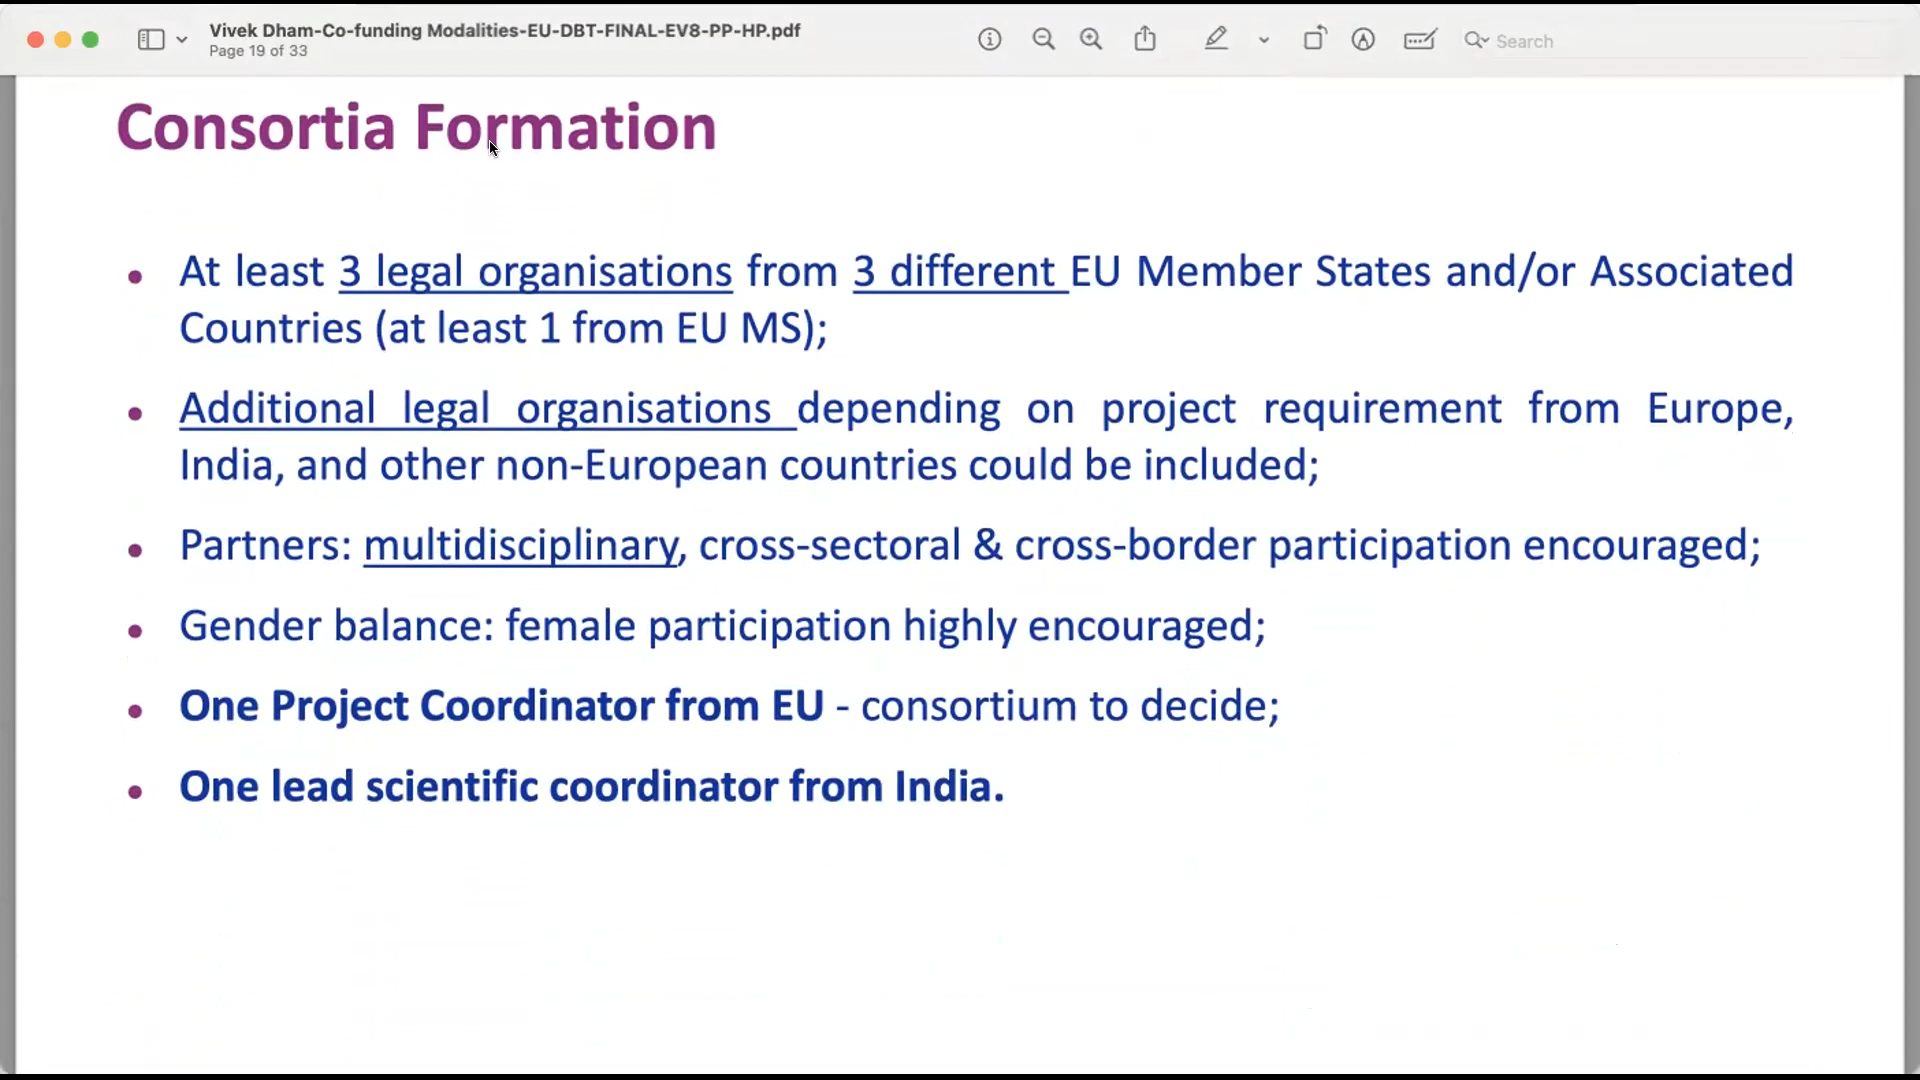 Vivek Dham-Co-funding Modalities-EU-DBT-FINAL-EV8-PP-HP.pdf
Page 19 of 33
Search
Consortia Formation
• At least 3 legal organisations from 3 different EU Member States and/or Associated
Countries (at least 1 from EU MS);
• Additional legal organisations depending on project requirement from Europe,
India, and other non-European countries could be included;
• Partners: multidisciplinary, cross-sectoral & cross-border participation encouraged;
• Gender balance: female participation highly encouraged;
• One Project Coordinator from EU - consortium to decide;
• One lead scientific coordinator from India.